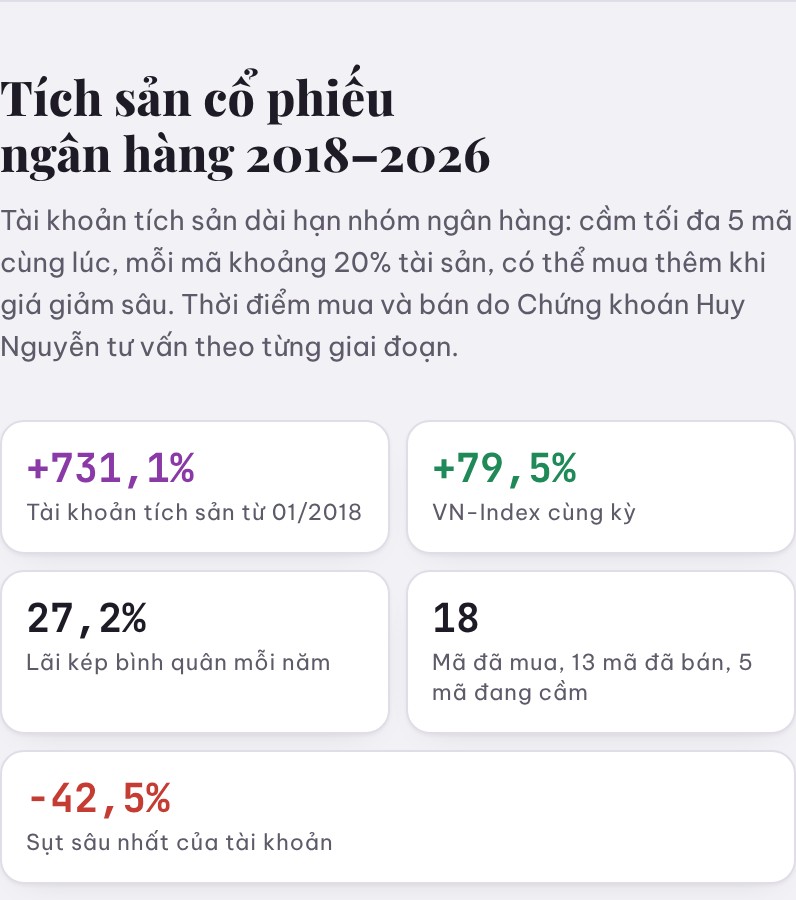 Tích sản cổ phiếu
ngân hàng 2018–2026
Tài khoản tích sản dài hạn nhóm ngân hàng: cầm tối đa 5 mã
cùng lúc, mỗi mã khoảng 20% tài sản, có thể mua thêm khi
giá giảm sâu. Thời điểm mua và bán do Chứng khoán Huy
Nguyễn tư vấn theo từng giai đoạn.
+731,1%
Tài khoản tích sản từ 01/2018
+79,5%
VN-Index cùng kỳ
27,2%
Lãi kép bình quân mỗi năm
18
Mã đã mua, 13 mã đã bán, 5
mã đang cầm
-42,5%
Sụt sâu nhất của tài khoản